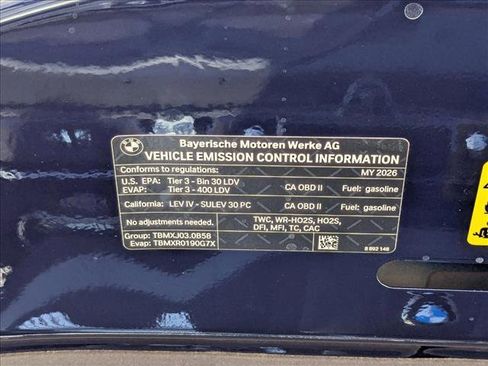 BMW
Bayerische Motoren Werke AG
VEHICLE EMISSION CONTROL INFORMATION
Conforms to regulations: MY 2026
U.S. EPA: Tier 3 - Bin 30 LDV CA OBD II Fuel: gasoline
EVAP: Tier 3 - 400 LDV
California: LEV IV - SULEV 30 PC CA OBD II Fuel: gasoline
No adjustments needed. TWC, WR-HO2S, HO2S,
DFI, MFI, TC, CAC
Group: TBMXJ03.0B58
Evap: TBMXR0190G7X
8 892 148